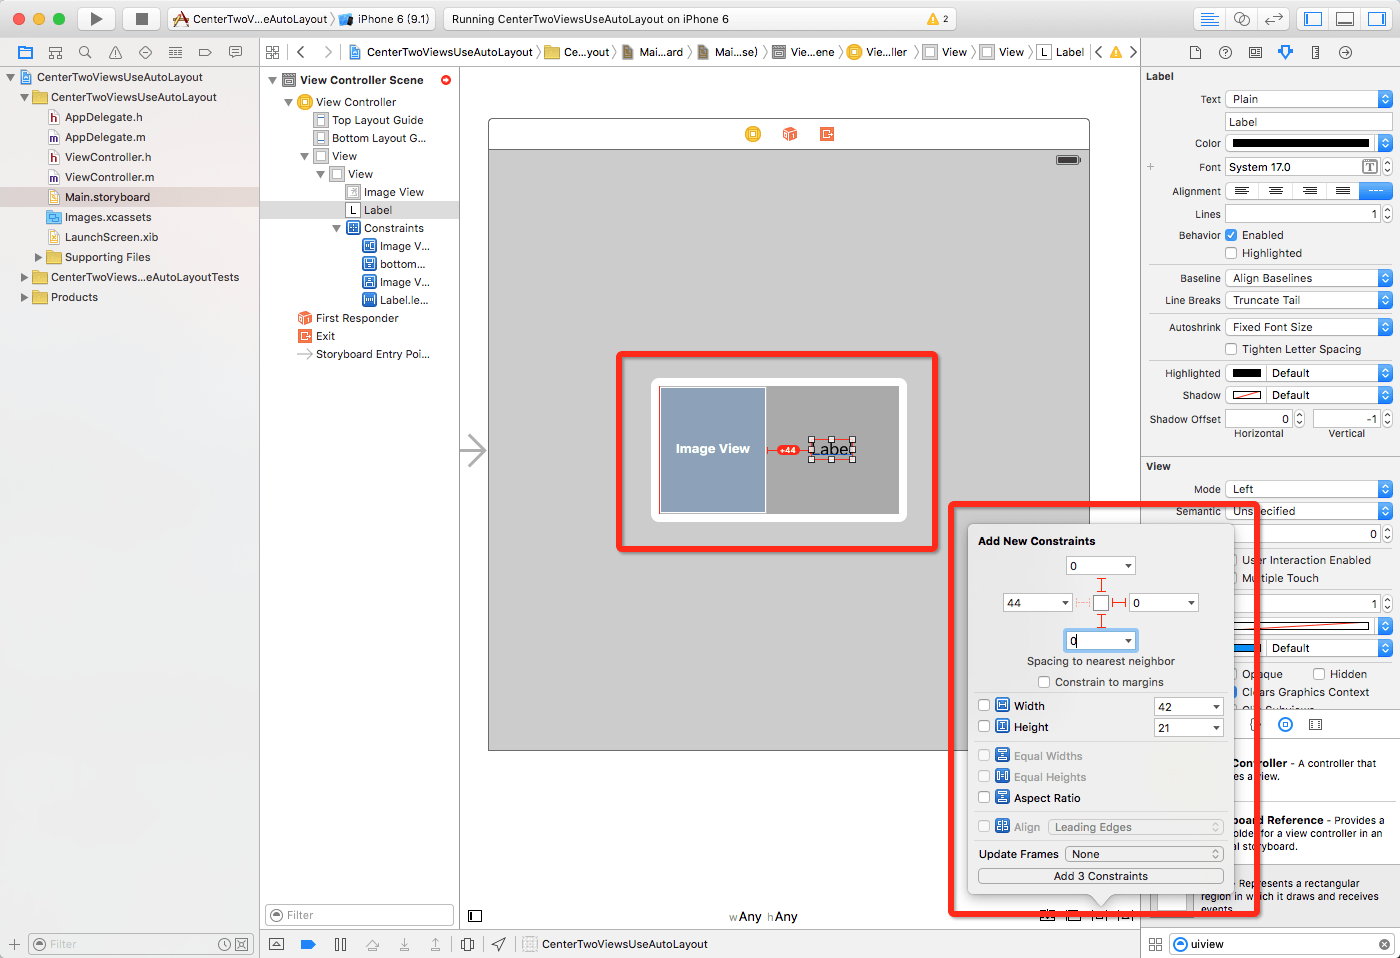 CenterTwoV...eAutoLayout
iPhone 6 (9.1)
Running CenterTwoViewsUseAutoLayout on iPhone 6
2
CenterTwoViewsUseAutoLayout
Ce...yout
Mai...ard
Mai...se)
Vie...ene
Vie...ller
View
View
L Label
CenterTwoViewsUseAutoLayout
CenterTwoViewsUseAutoLayout
h AppDelegate.h
m AppDelegate.m
h ViewController.h
m ViewController.m
Main.storyboard
Images.xcassets
LaunchScreen.xib
Supporting Files
CenterTwoViews...eAutoLayoutTests
Products
Filter
View Controller Scene
View Controller
Top Layout Guide
Bottom Layout G...
View
View
Image View
L Label
Constraints
Image V...
bottom...
Image V...
Label.le...
First Responder
Exit
Storyboard Entry Poi...
Filter
Image View
+44
Label
wAny hAny
CenterTwoViewsUseAutoLayout
Add New Constraints
0
44
0
0
Spacing to nearest neighbor
Constrain to margins
Width 42
Height 21
Equal Widths
Equal Heights
Aspect Ratio
Align Leading Edges
Update Frames None
Add 3 Constraints
Label
Text Plain
Label
Color
Font System 17.0
Alignment
Lines 1
Behavior Enabled
Highlighted
Baseline Align Baselines
Line Breaks Truncate Tail
Autoshrink Fixed Font Size
Tighten Letter Spacing
Highlighted Default
Shadow Default
Shadow Offset 0 -1
Horizontal Vertical
View
Mode Left
Semantic Unspecified
0
User Interaction Enabled
Multiple Touch
1
Default
Opaque Hidden
Clears Graphics Context
Controller - A controller that
es a view.
board Reference - Provides a
older for a view controller in an
al storyboard.
- Represents a rectangular
region in which it draws and receives
events.
uiview